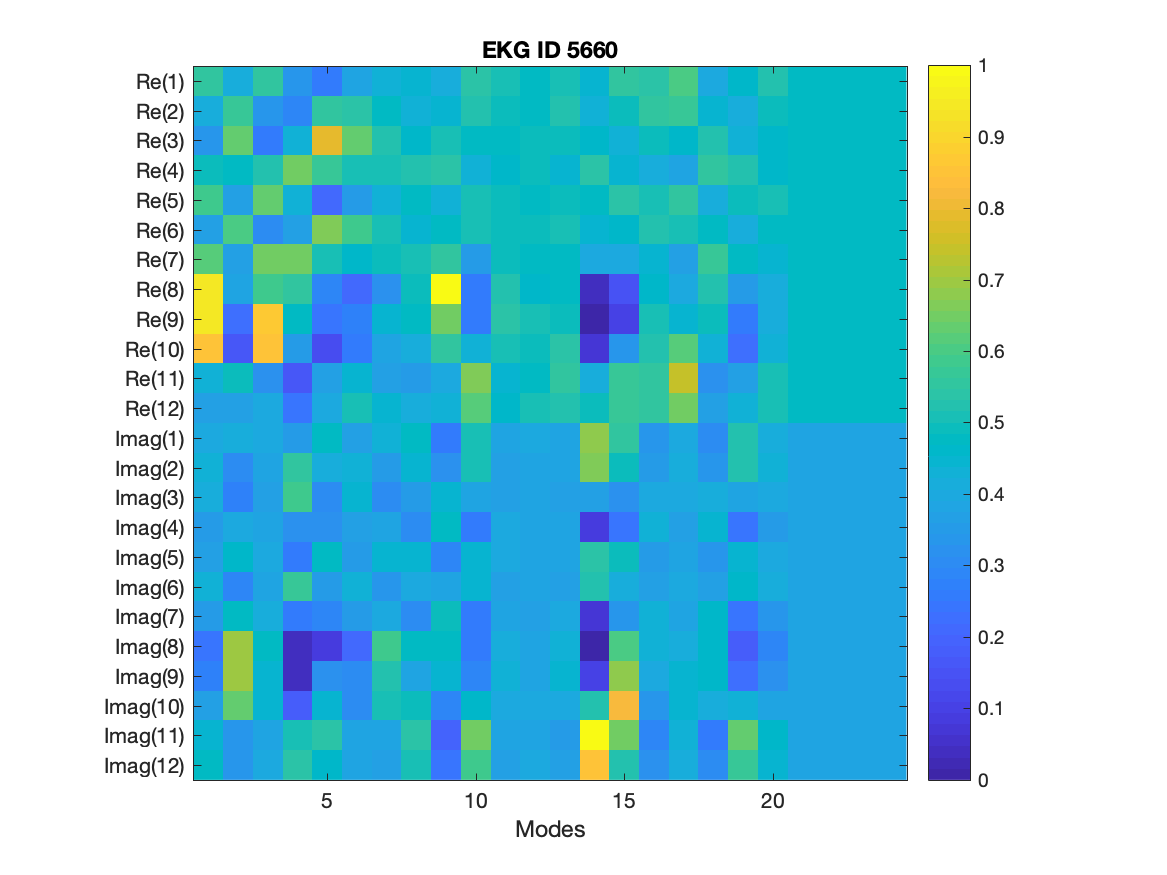 EKG ID 5660
Re(1)
Re(2)
Re(3)
Re(4)
Re(5)
Re(6)
Re(7)
Re(8)
Re(9)
Re(10)
Re(11)
Re(12)
Imag(1)
Imag(2)
Imag(3)
Imag(4)
Imag(5)
Imag(6)
Imag(7)
Imag(8)
Imag(9)
Imag(10)
Imag(11)
Imag(12)
5 10 15 20
Modes
1
0.9
0.8
0.7
0.6
0.5
0.4
0.3
0.2
0.1
0